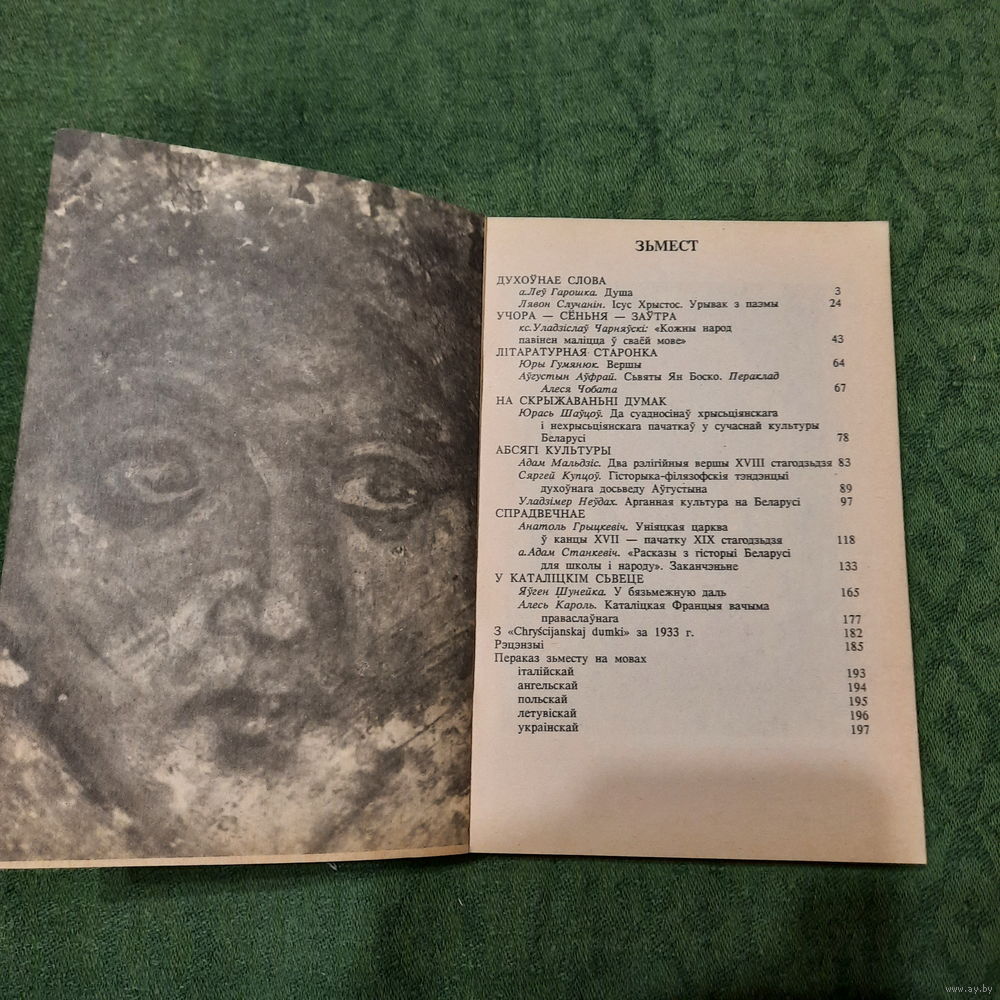 ЗЬМЕСТ
ДУХОЎНАЕ СЛОВА
а.Леў Гарошка. Душа 3
Лявон Случанін. Ісус Хрыстос. Урывак з паэмы 24
УЧОРА — СЁНЬНЯ — ЗАЎТРА
кс.Уладзіслаў Чарняўскі: «Кожны народ
павінен маліцца ў сваёй мове» 43
ЛІТАРАТУРНАЯ СТАРОНКА
Юры Гумянюк. Вершы 64
Аўгустын Аўфрай. Сьвяты Ян Боско. Пераклад
Алеся Чобата 67
НА СКРЫЖАВАНЬНІ ДУМАК
Юрась Шаўцоў. Да суадносінаў хрысьціянскага
і нехрысьціянскага пачаткаў у сучаснай культуры
Беларусі 78
АБСЯГІ КУЛЬТУРЫ
Адам Мальдзіс. Два рэлігійныя вершы XVIII стагодзьдзя 83
Сяргей Купцоў. Гісторыка-філязофскія тэндэнцыі
духоўнага досьведу Аўгустына 89
Уладзімер Неўдах. Арганная культура на Беларусі 97
СПРАДВЕЧНАЕ
Анатоль Грыцкевіч. Уніяцкая царква
ў канцы XVII — пачатку XIX стагодзьдзя 118
а.Адам Станкевіч. «Расказы з гісторыі Беларусі
для школы і народу». Заканчэньне 133
У КАТАЛІЦКІМ СЬВЕЦЕ
Яўген Шунейка. У бязьмежную даль 165
Алесь Кароль. Каталіцкая Францыя вачыма
праваслаўнага 177
З «Chryścijanskaj dumki» за 1933 г. 182
Рэцэнзыі 185
Пераказ зьместу на мовах
італійскай 193
ангельскай 194
польскай 195
летувіскай 196
украінскай 197
www.ay.by